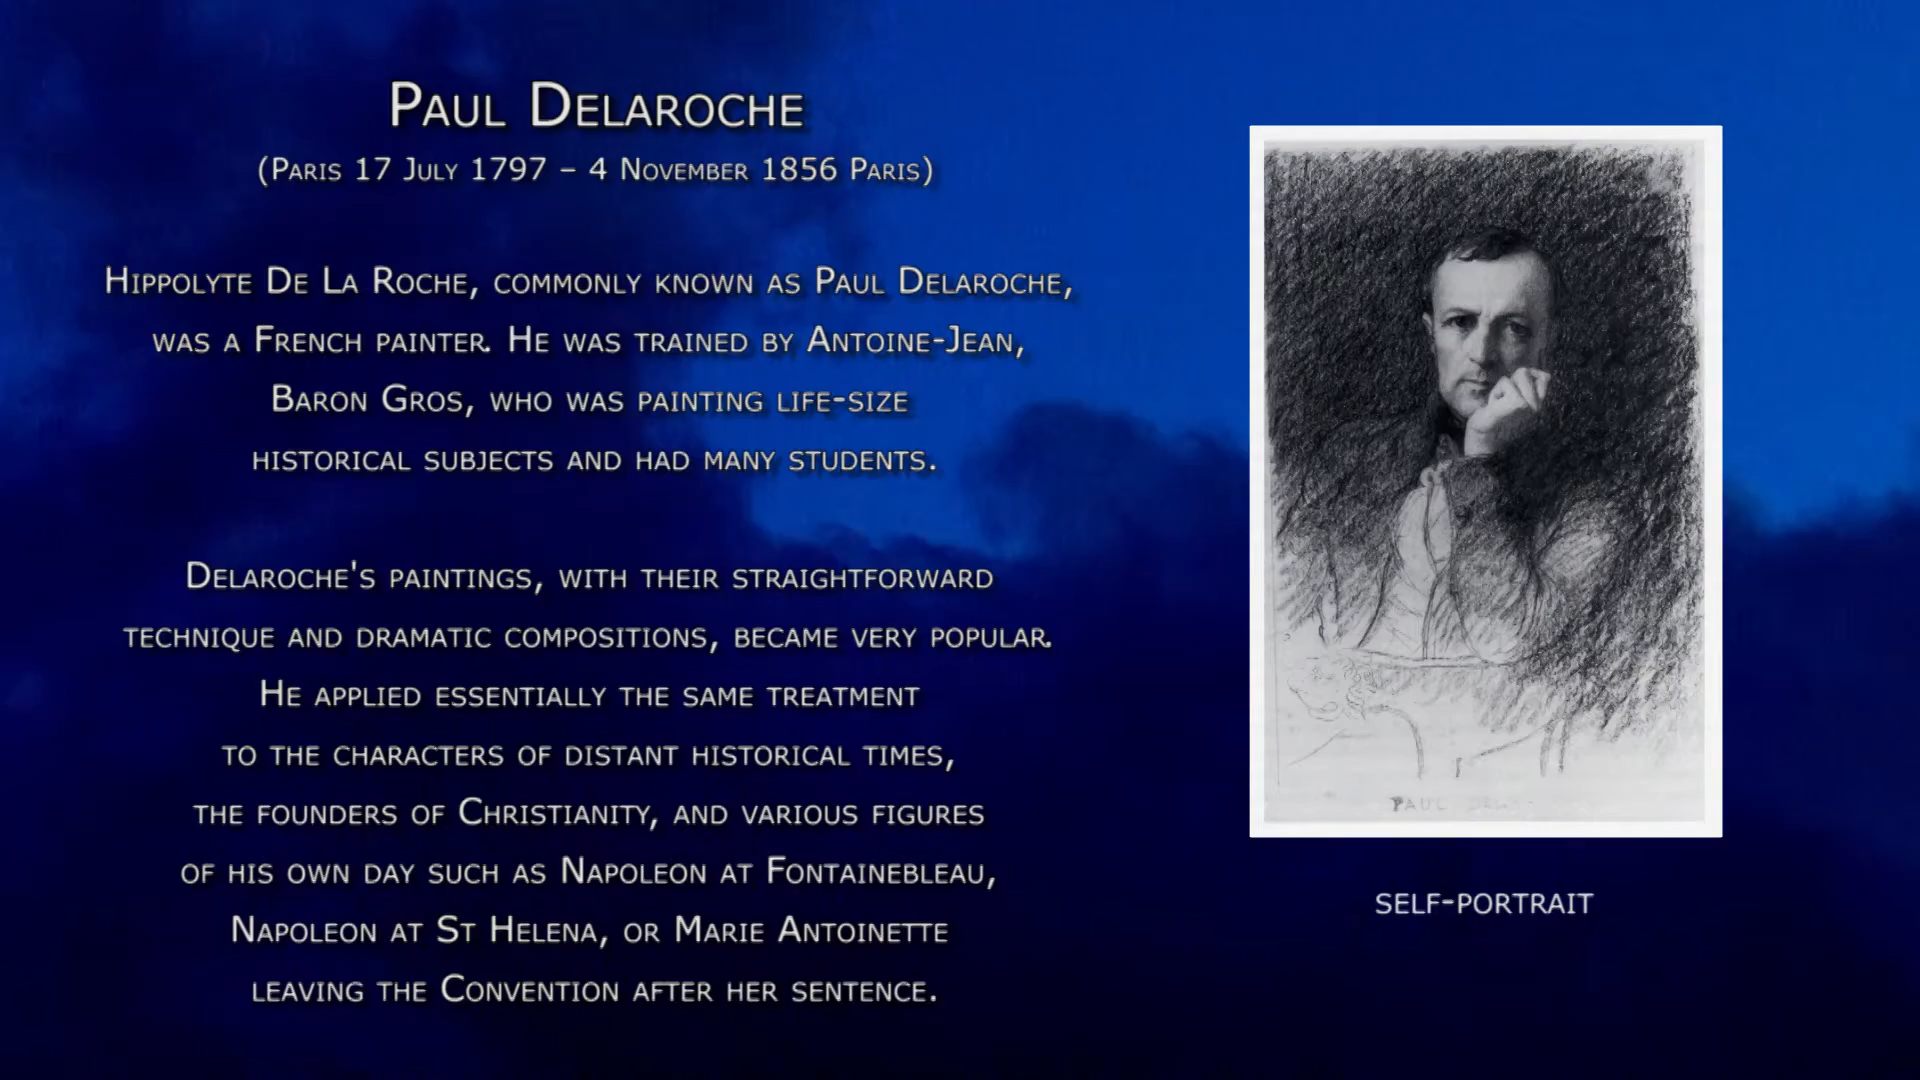 Paul Delaroche
(Paris 17 July 1797 – 4 November 1856 Paris)
Hippolyte De La Roche, commonly known as Paul Delaroche,
was a French painter. He was trained by Antoine-Jean,
Baron Gros, who was painting life-size
historical subjects and had many students.
Delaroche's paintings, with their straightforward
technique and dramatic compositions, became very popular.
He applied essentially the same treatment
to the characters of distant historical times,
the founders of Christianity, and various figures
of his own day such as Napoleon at Fontainebleau,
Napoleon at St Helena, or Marie Antoinette
leaving the Convention after her sentence.
PAUL
self-portrait